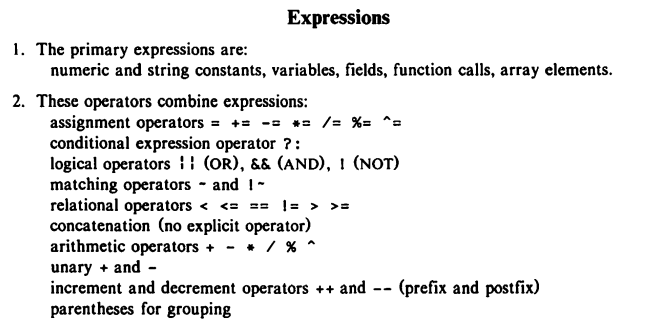 Expressions
1. The primary expressions are:
numeric and string constants, variables, fields, function calls, array elements.
2. These operators combine expressions:
assignment operators = += -= *= /= %= ^=
conditional expression operator ?:
logical operators || (OR), && (AND), ! (NOT)
matching operators ~ and !~
relational operators < <= == != > >=
concatenation (no explicit operator)
arithmetic operators + - * / % ^
unary + and -
increment and decrement operators ++ and -- (prefix and postfix)
parentheses for grouping